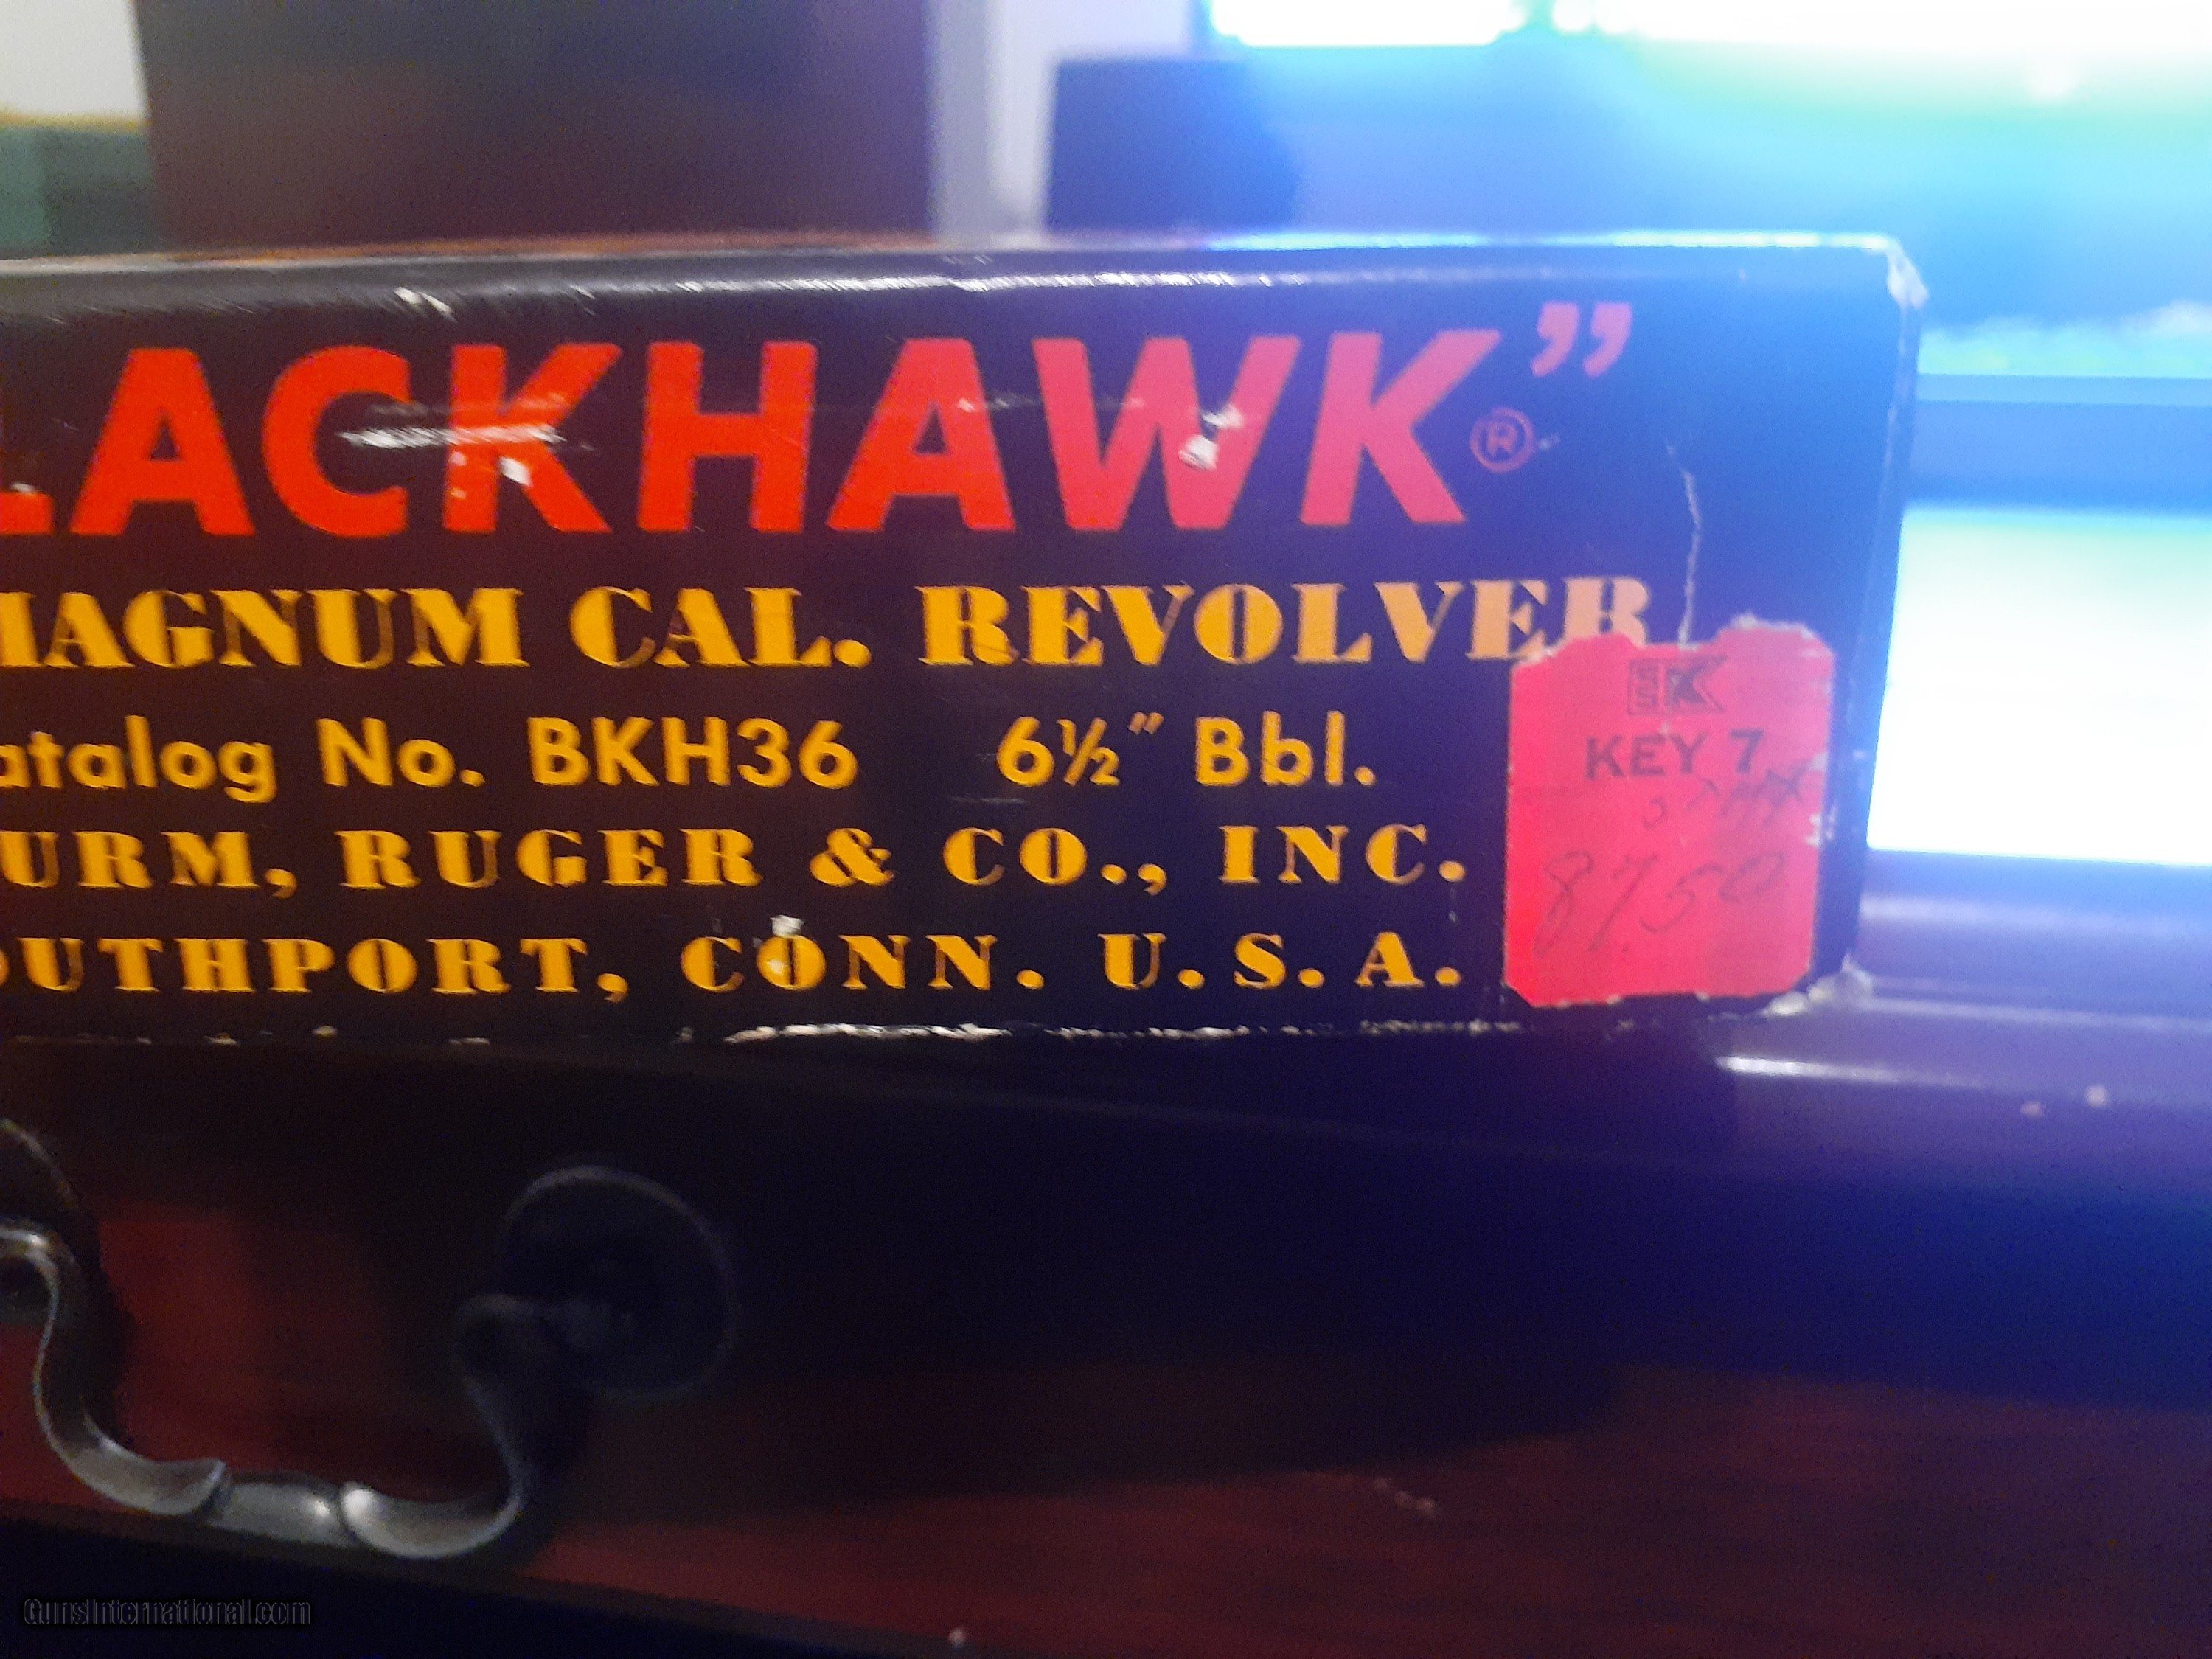 LACKHAWK”®
MAGNUM CAL. REVOLVER
atalog No. BKH36 6½” Bbl.
URM, RUGER & CO., INC.
OUTHPORT, CONN. U.S.A.
K
KEY 7
87.50
GunsInternational.com